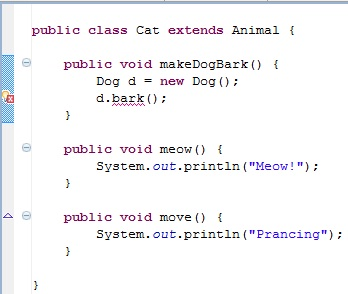 public class Cat extends Animal {
public void makeDogBark() {
Dog d = new Dog();
d.bark();
}
public void meow() {
System.out.println("Meow!");
}
public void move() {
System.out.println("Prancing");
}
}